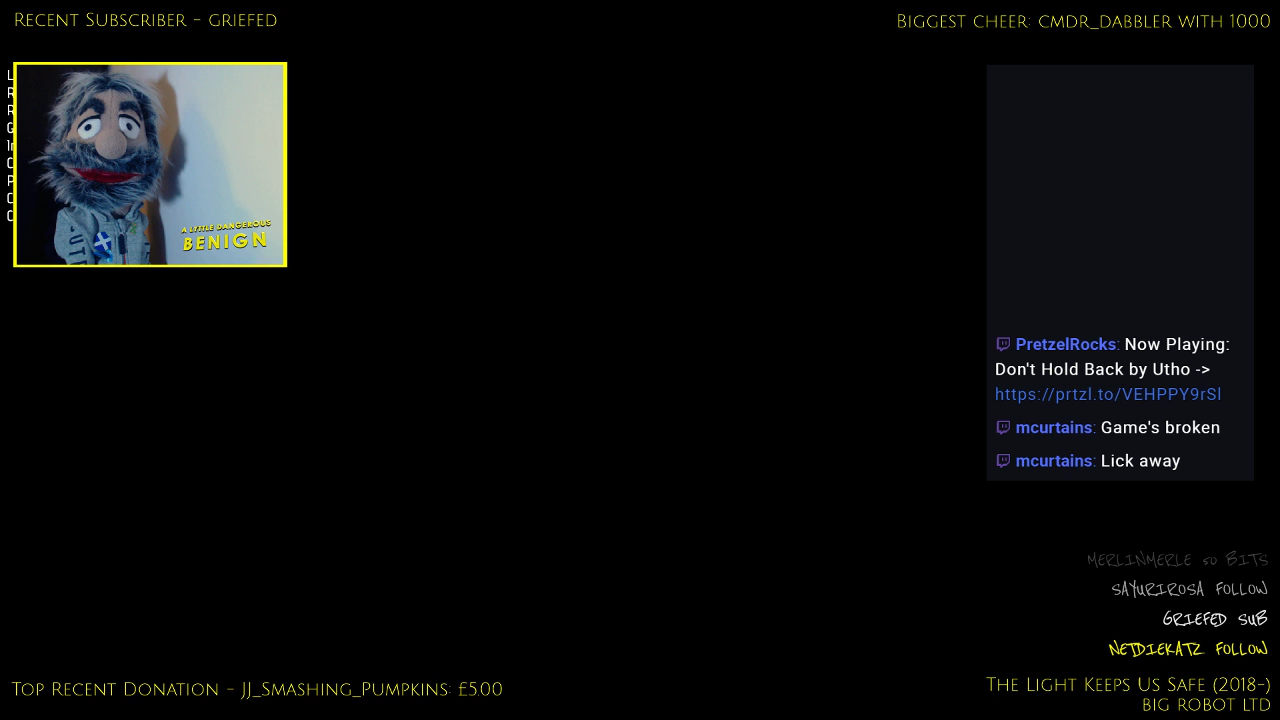 Recent Subscriber - griefed
Biggest cheer: cmdr_dabbler with 1000
L
R
R
G
In
C
P
C
C
A LYTTLE DANGEROUS
BENIGN
PretzelRocks: Now Playing:
Don't Hold Back by Utho ->
https://prtzl.to/VEHPPY9rSl
mcurtains: Game's broken
mcurtains: Lick away
MERLINMERLE 50 BITS
SAYURIROSA FOLLOW
GRIEFED SUB
NETDIEKATZ FOLLOW
Top Recent Donation - JJ_Smashing_Pumpkins: £5.00
The Light Keeps Us Safe (2018-)
BIG ROBOT LTD